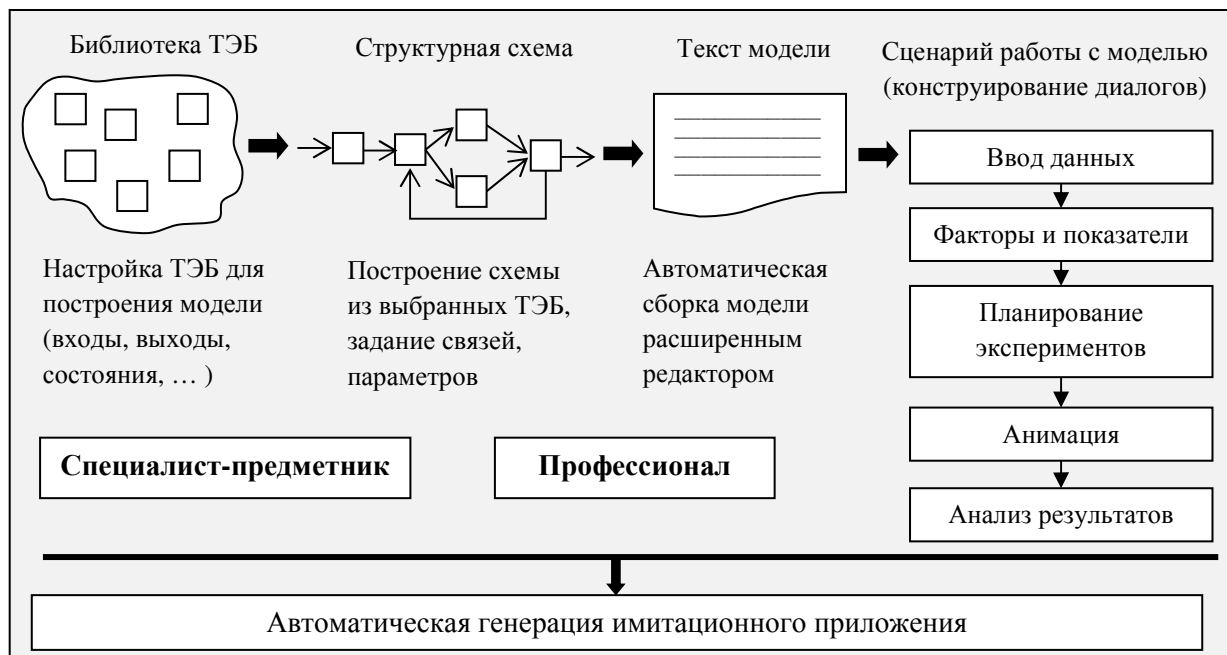 Библиотека ТЭБ
Структурная схема
Текст модели
Сценарий работы с моделью
(конструирование диалогов)
Ввод данных
Факторы и показатели
Планирование
экспериментов
Анимация
Анализ результатов
Настройка ТЭБ для
построения модели
(входы, выходы,
состояния, … )
Построение схемы
из выбранных ТЭБ,
задание связей,
параметров
Автоматическая
сборка модели
расширенным
редактором
Специалист-предметник
Профессионал
Автоматическая генерация имитационного приложения